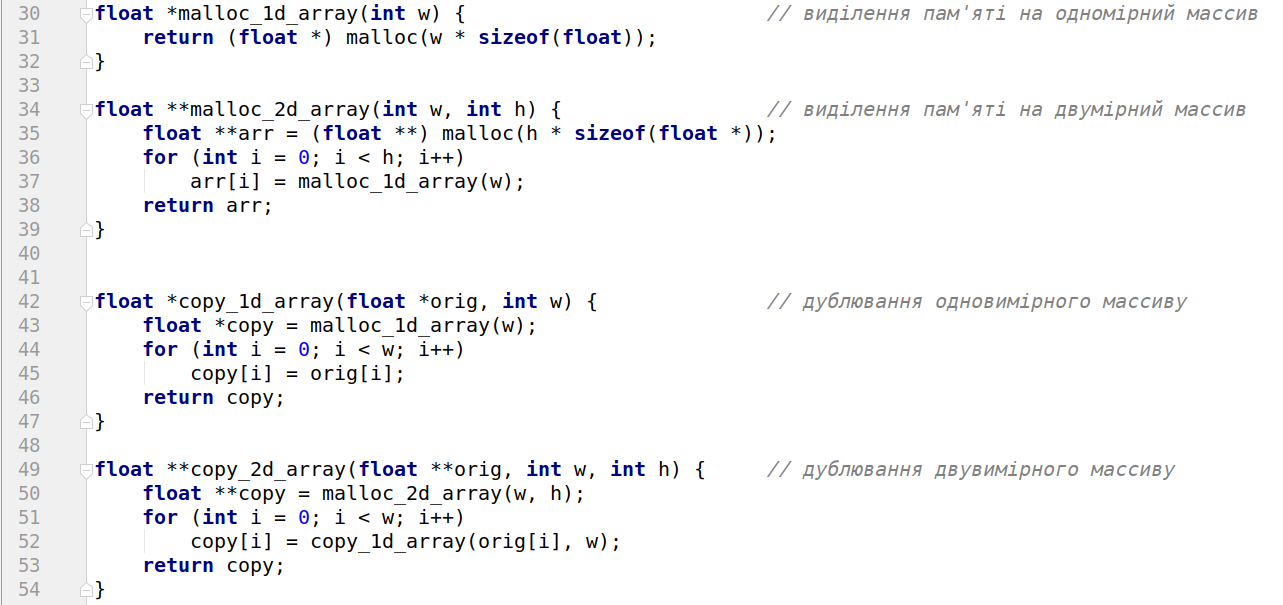 30 float *malloc_1d_array(int w) { // виділення пам'яті на одномірний массив
31 return (float *) malloc(w * sizeof(float));
32 }
33
34 float **malloc_2d_array(int w, int h) { // виділення пам'яті на двумірний массив
35 float **arr = (float **) malloc(h * sizeof(float *));
36 for (int i = 0; i < h; i++)
37 arr[i] = malloc_1d_array(w);
38 return arr;
39 }
40
41
42 float *copy_1d_array(float *orig, int w) { // дублювання одновимірного массиву
43 float *copy = malloc_1d_array(w);
44 for (int i = 0; i < w; i++)
45 copy[i] = orig[i];
46 return copy;
47 }
48
49 float **copy_2d_array(float **orig, int w, int h) { // дублювання двувимірного массиву
50 float **copy = malloc_2d_array(w, h);
51 for (int i = 0; i < w; i++)
52 copy[i] = copy_1d_array(orig[i], w);
53 return copy;
54 }